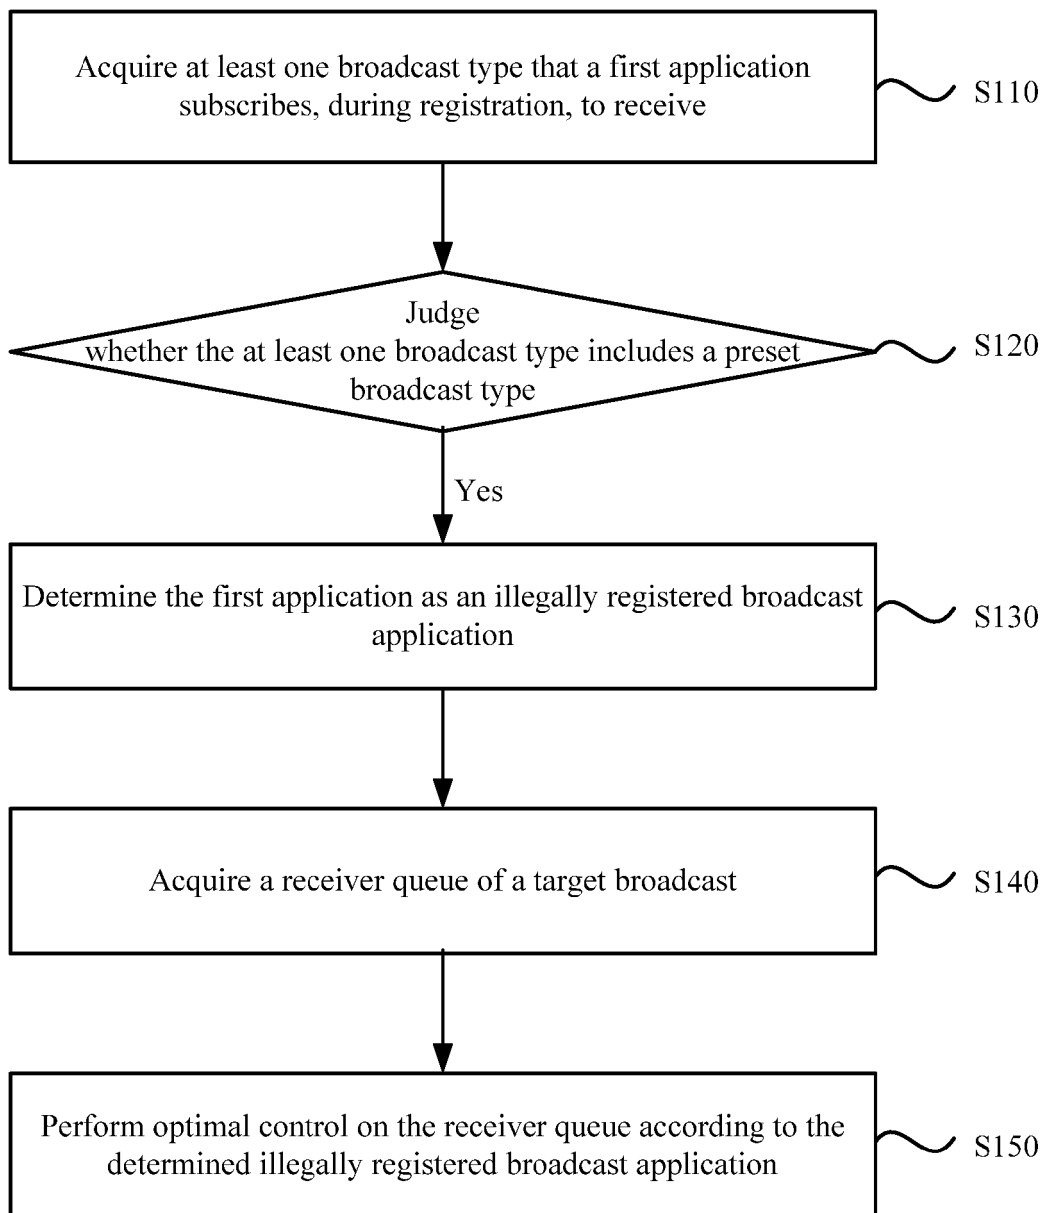 Acquire at least one broadcast type that a first application
subscribes, during registration, to receive
S110
Judge
whether the at least one broadcast type includes a preset
broadcast type
S120
Yes
Determine the first application as an illegally registered broadcast
application
S130
Acquire a receiver queue of a target broadcast
S140
Perform optimal control on the receiver queue according to the
determined illegally registered broadcast application
S150